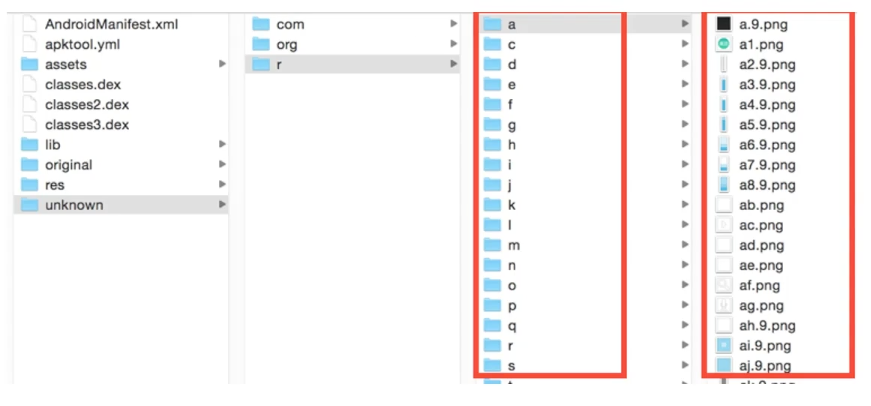 AndroidManifest.xml
apktool.yml
assets
classes.dex
classes2.dex
classes3.dex
lib
original
res
unknown
com
org
r
a
c
d
e
f
g
h
i
j
k
l
m
n
o
p
q
r
s
a.9.png
a1.png
a2.9.png
a3.9.png
a4.9.png
a5.9.png
a6.9.png
a7.9.png
a8.9.png
ab.png
ac.png
ad.png
ae.png
af.png
ag.png
ah.9.png
ai.9.png
aj.9.png